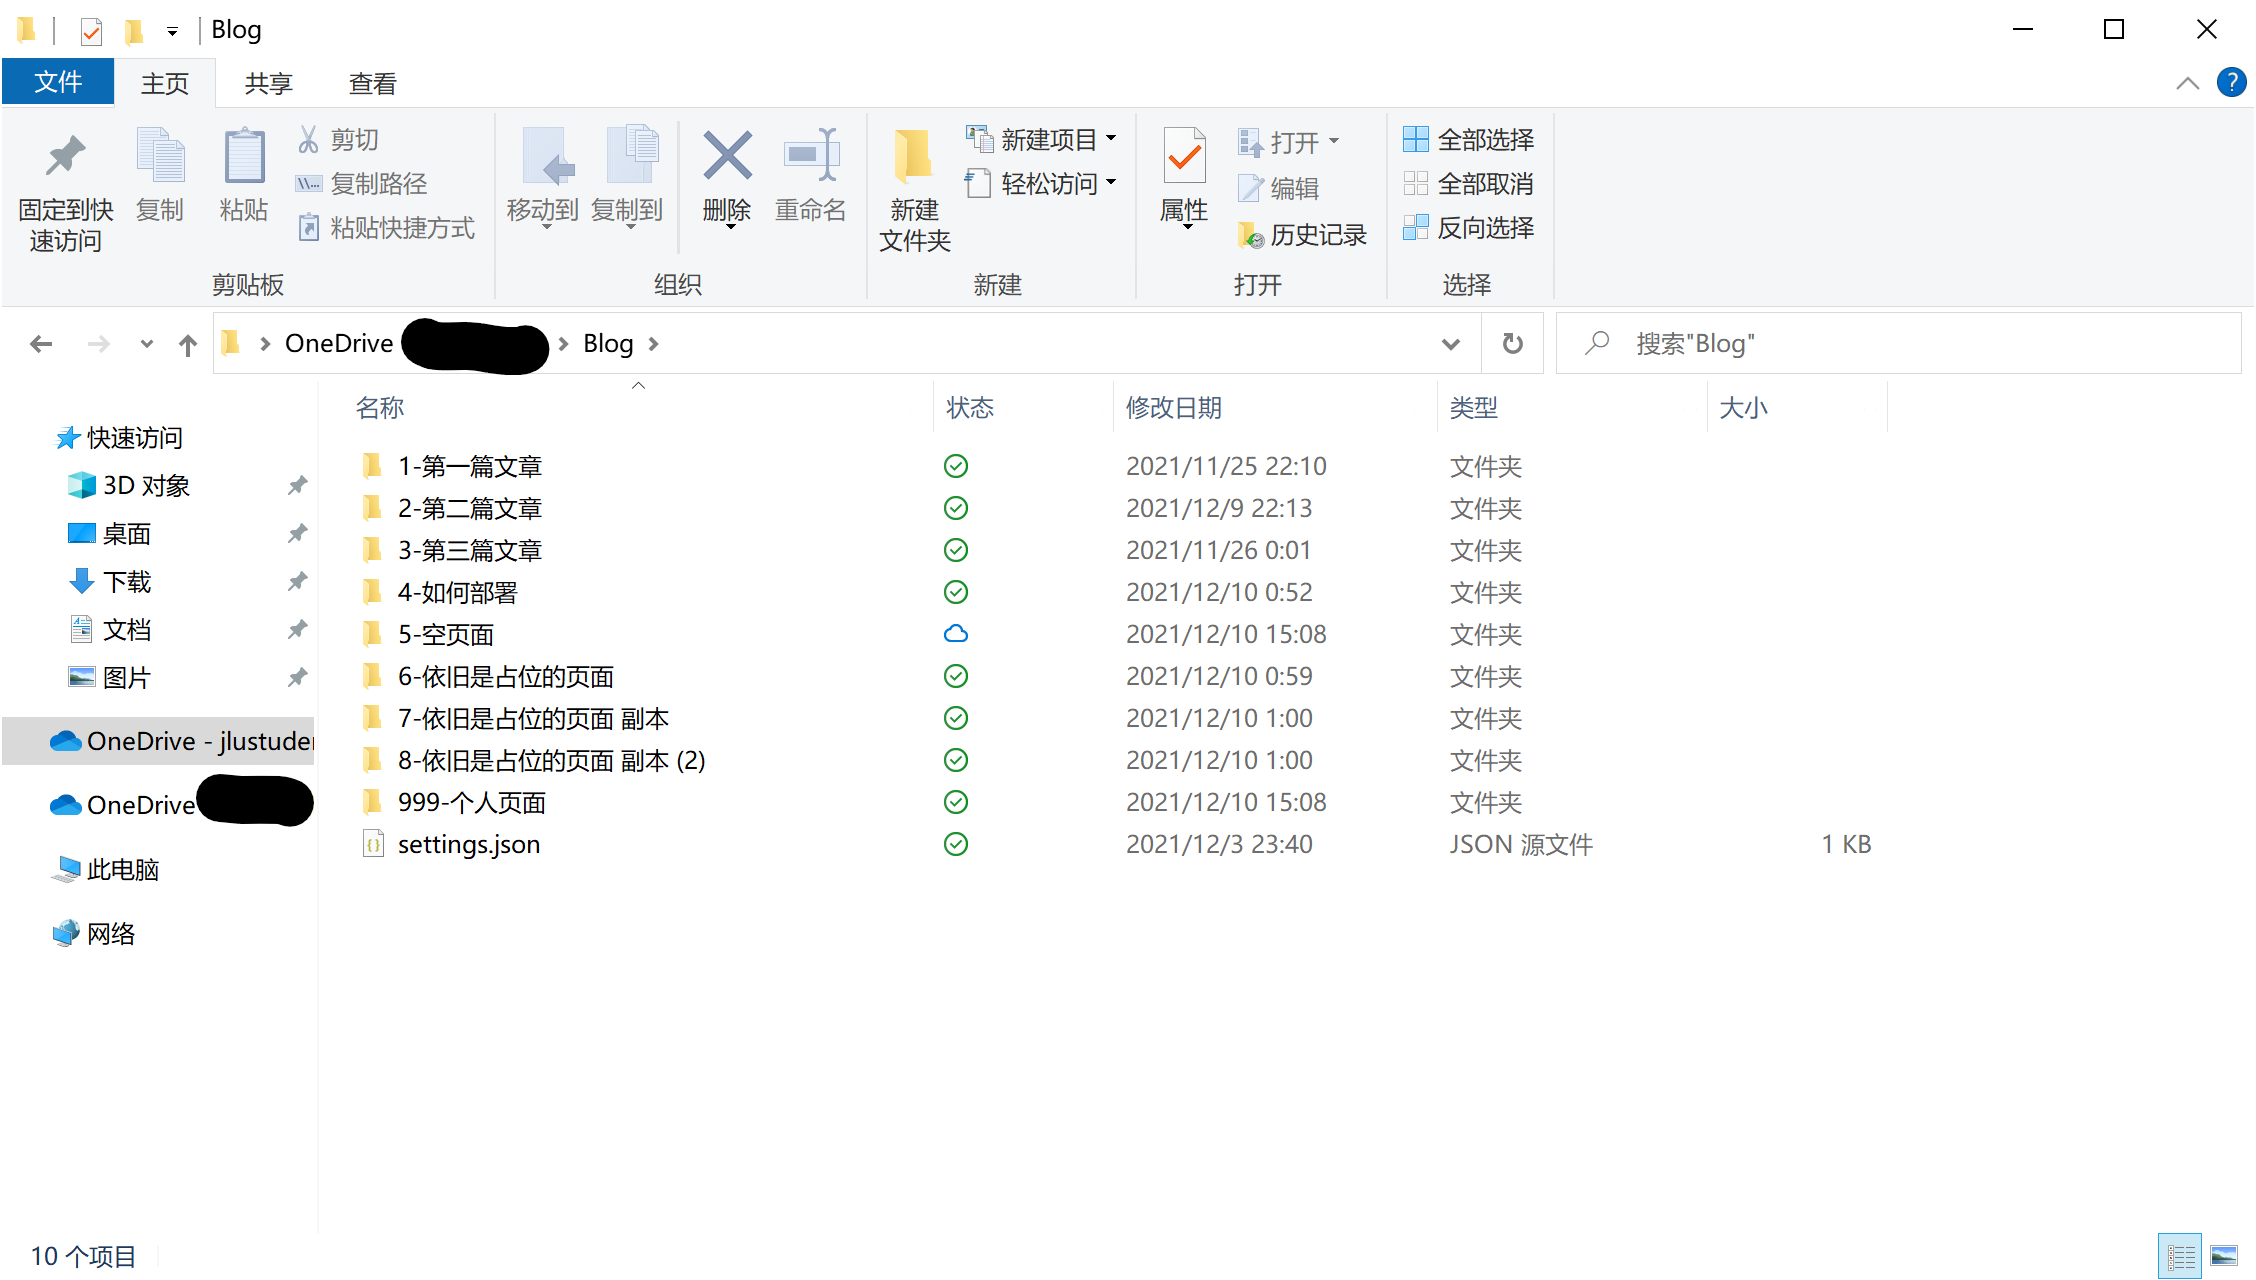 Blog
文件 主页 共享 查看
固定到快速访问
复制
粘贴
剪切
复制路径
粘贴快捷方式
剪贴板
移动到
复制到
删除
重命名
组织
新建文件夹
新建项目
轻松访问
新建
属性
打开
编辑
历史记录
打开
全部选择
全部取消
反向选择
选择
OneDrive Blog
搜索"Blog"
快速访问
3D 对象
桌面
下载
文档
图片
OneDrive - jlustuden
OneDrive
此电脑
网络
名称 状态 修改日期 类型 大小
1-第一篇文章 2021/11/25 22:10 文件夹
2-第二篇文章 2021/12/9 22:13 文件夹
3-第三篇文章 2021/11/26 0:01 文件夹
4-如何部署 2021/12/10 0:52 文件夹
5-空页面 2021/12/10 15:08 文件夹
6-依旧是占位的页面 2021/12/10 0:59 文件夹
7-依旧是占位的页面 副本 2021/12/10 1:00 文件夹
8-依旧是占位的页面 副本 (2) 2021/12/10 1:00 文件夹
999-个人页面 2021/12/10 15:08 文件夹
settings.json 2021/12/3 23:40 JSON 源文件 1 KB
10 个项目